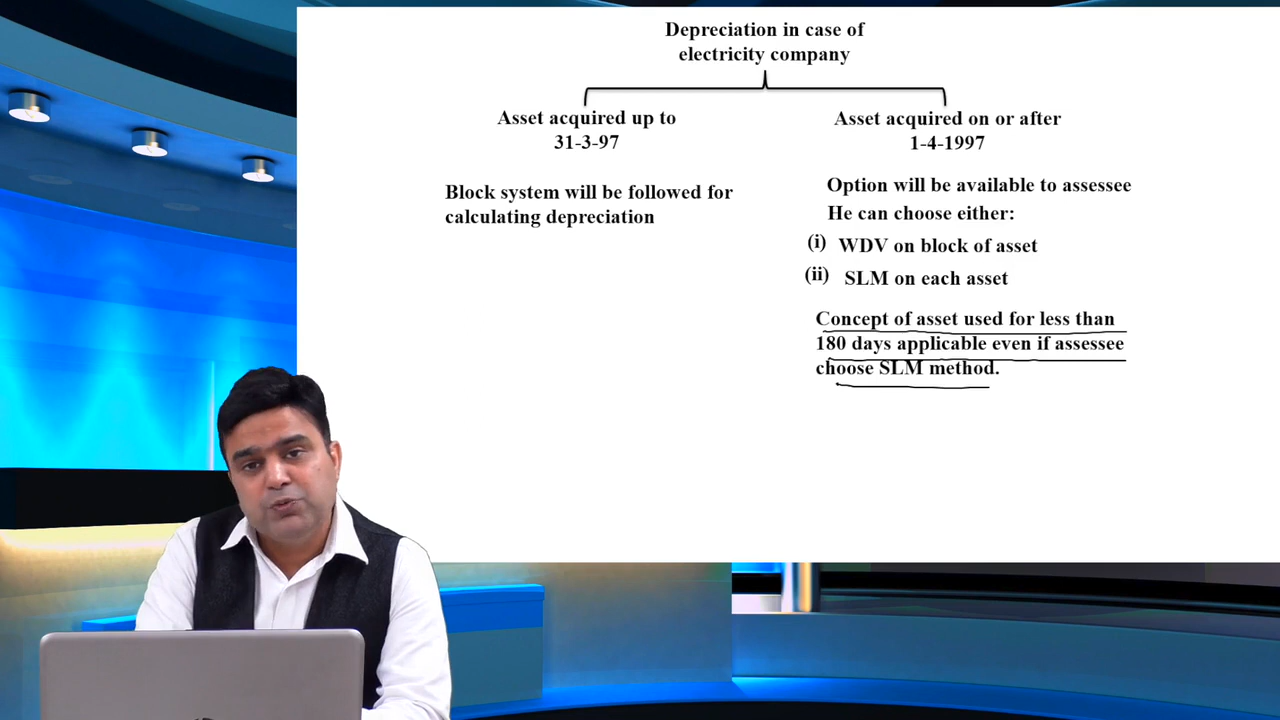 Depreciation in case of
electricity company
Asset acquired up to
31-3-97
Block system will be followed for
calculating depreciation
Asset acquired on or after
1-4-1997
Option will be available to assessee
He can choose either:
(i) WDV on block of asset
(ii) SLM on each asset
Concept of asset used for less than
180 days applicable even if assessee
choose SLM method.